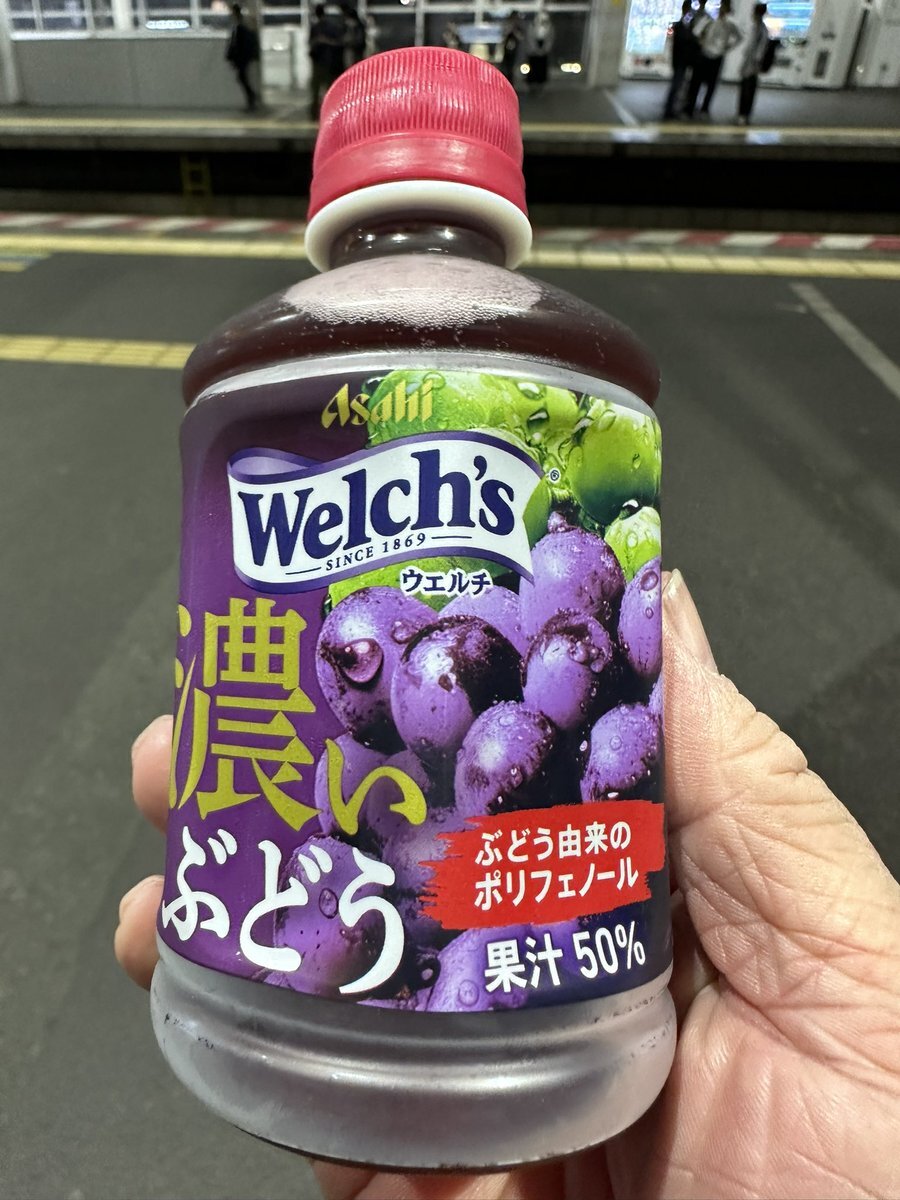 Asahi
Welch's®
SINCE 1869
ウエルチ
濃い
ぶどう
ぶどう由来の
ポリフェノール
果汁 50%